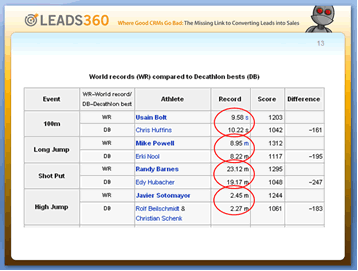 LEADS360 Where Good CRMs Go Bad: The Missing Link to Converting Leads into Sales
13
World records (WR) compared to Decathlon bests (DB)
Event WR–World record/ DB–Decathlon best Athlete Record Score Difference
100m WR Usain Bolt 9.58 s 1203
DB Chris Huffins 10.22 s 1042 −161
Long Jump WR Mike Powell 8.95 m 1312
DB Erki Nool 8.22 m 1117 −195
Shot Put WR Randy Barnes 23.12 m 1295
DB Edy Hubacher 19.17 m 1048 −247
High Jump WR Javier Sotomayor 2.45 m 1244
DB Rolf Beilschmidt & Christian Schenk 2.27 m 1061 −183